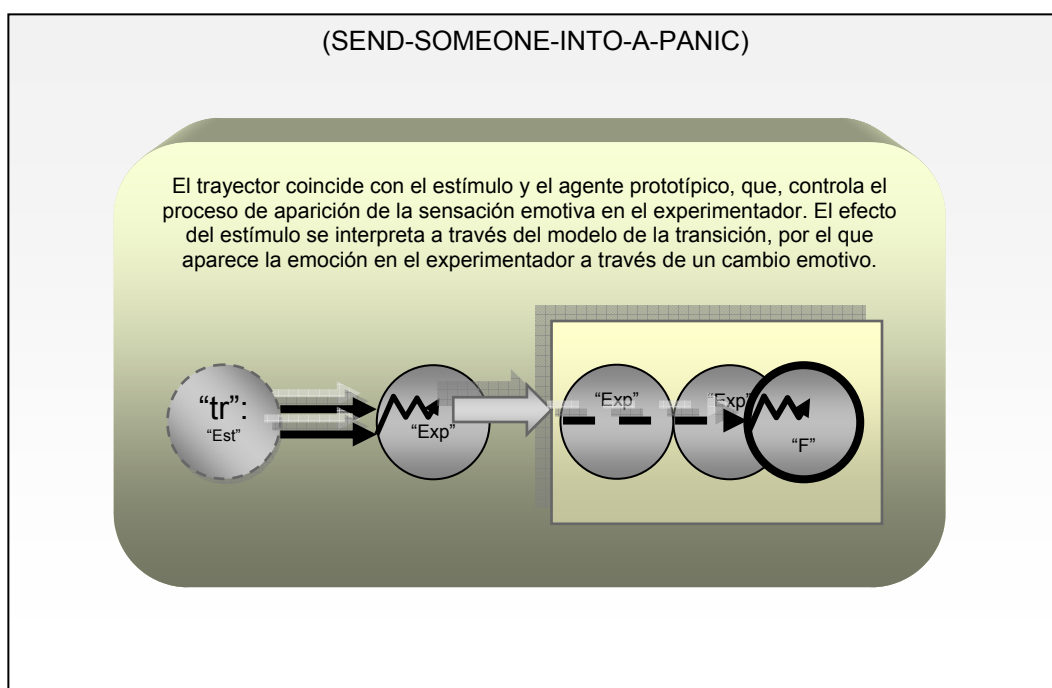 (SEND-SOMEONE-INTO-A-PANIC)
El trayector coincide con el estímulo y el agente prototípico, que, controla el
proceso de aparición de la sensación emotiva en el experimentador. El efecto
del estímulo se interpreta a través del modelo de la transición, por el que
aparece la emoción en el experimentador a través de un cambio emotivo.
“tr”:
“Est”
“Exp”
“Exp”
“Exp”
“F”